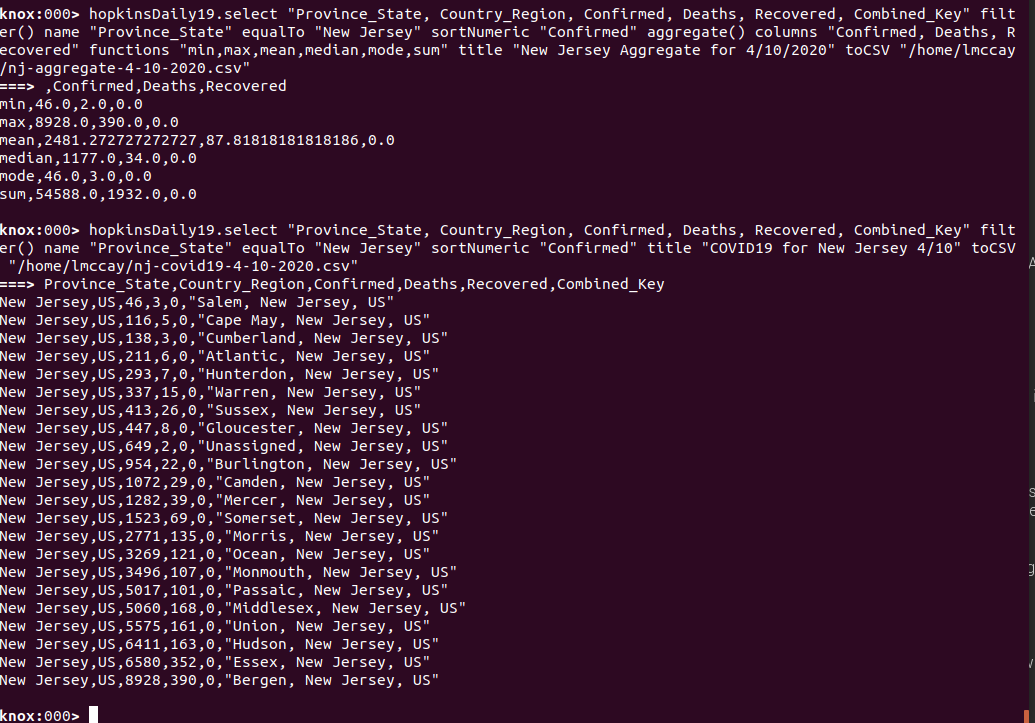 knox:000> hopkinsDaily19.select "Province_State, Country_Region, Confirmed, Deaths, Recovered, Combined_Key" filt
er() name "Province_State" equalTo "New Jersey" sortNumeric "Confirmed" aggregate() columns "Confirmed, Deaths, R
ecovered" functions "min,max,mean,median,mode,sum" title "New Jersey Aggregate for 4/10/2020" toCSV "/home/lmccay
/nj-aggregate-4-10-2020.csv"
===> ,Confirmed,Deaths,Recovered
min,46.0,2.0,0.0
max,8928.0,390.0,0.0
mean,2481.272727272727,87.81818181818186,0.0
median,1177.0,34.0,0.0
mode,46.0,3.0,0.0
sum,54588.0,1932.0,0.0
knox:000> hopkinsDaily19.select "Province_State, Country_Region, Confirmed, Deaths, Recovered, Combined_Key" filt
er() name "Province_State" equalTo "New Jersey" sortNumeric "Confirmed" title "COVID19 for New Jersey 4/10" toCSV
"/home/lmccay/nj-covid19-4-10-2020.csv"
===> Province_State,Country_Region,Confirmed,Deaths,Recovered,Combined_Key
New Jersey,US,46,3,0,"Salem, New Jersey, US"
New Jersey,US,116,5,0,"Cape May, New Jersey, US"
New Jersey,US,138,3,0,"Cumberland, New Jersey, US"
New Jersey,US,211,6,0,"Atlantic, New Jersey, US"
New Jersey,US,293,7,0,"Hunterdon, New Jersey, US"
New Jersey,US,337,15,0,"Warren, New Jersey, US"
New Jersey,US,413,26,0,"Sussex, New Jersey, US"
New Jersey,US,447,8,0,"Gloucester, New Jersey, US"
New Jersey,US,649,2,0,"Unassigned, New Jersey, US"
New Jersey,US,954,22,0,"Burlington, New Jersey, US"
New Jersey,US,1072,29,0,"Camden, New Jersey, US"
New Jersey,US,1282,39,0,"Mercer, New Jersey, US"
New Jersey,US,1523,69,0,"Somerset, New Jersey, US"
New Jersey,US,2771,135,0,"Morris, New Jersey, US"
New Jersey,US,3269,121,0,"Ocean, New Jersey, US"
New Jersey,US,3496,107,0,"Monmouth, New Jersey, US"
New Jersey,US,5017,101,0,"Passaic, New Jersey, US"
New Jersey,US,5060,168,0,"Middlesex, New Jersey, US"
New Jersey,US,5575,161,0,"Union, New Jersey, US"
New Jersey,US,6411,163,0,"Hudson, New Jersey, US"
New Jersey,US,6580,352,0,"Essex, New Jersey, US"
New Jersey,US,8928,390,0,"Bergen, New Jersey, US"
knox:000>